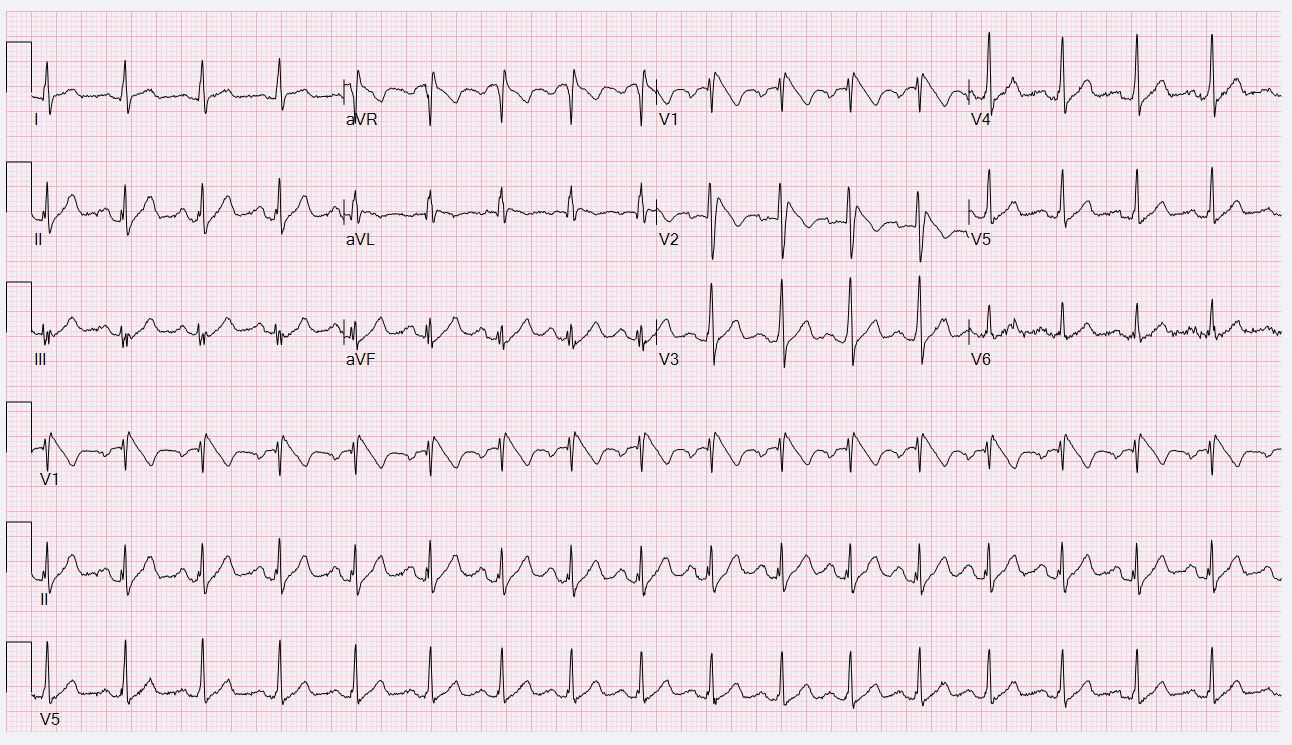 I aVR V1 V4
II aVL V2 V5
III aVF V3 V6
V1
II
V5